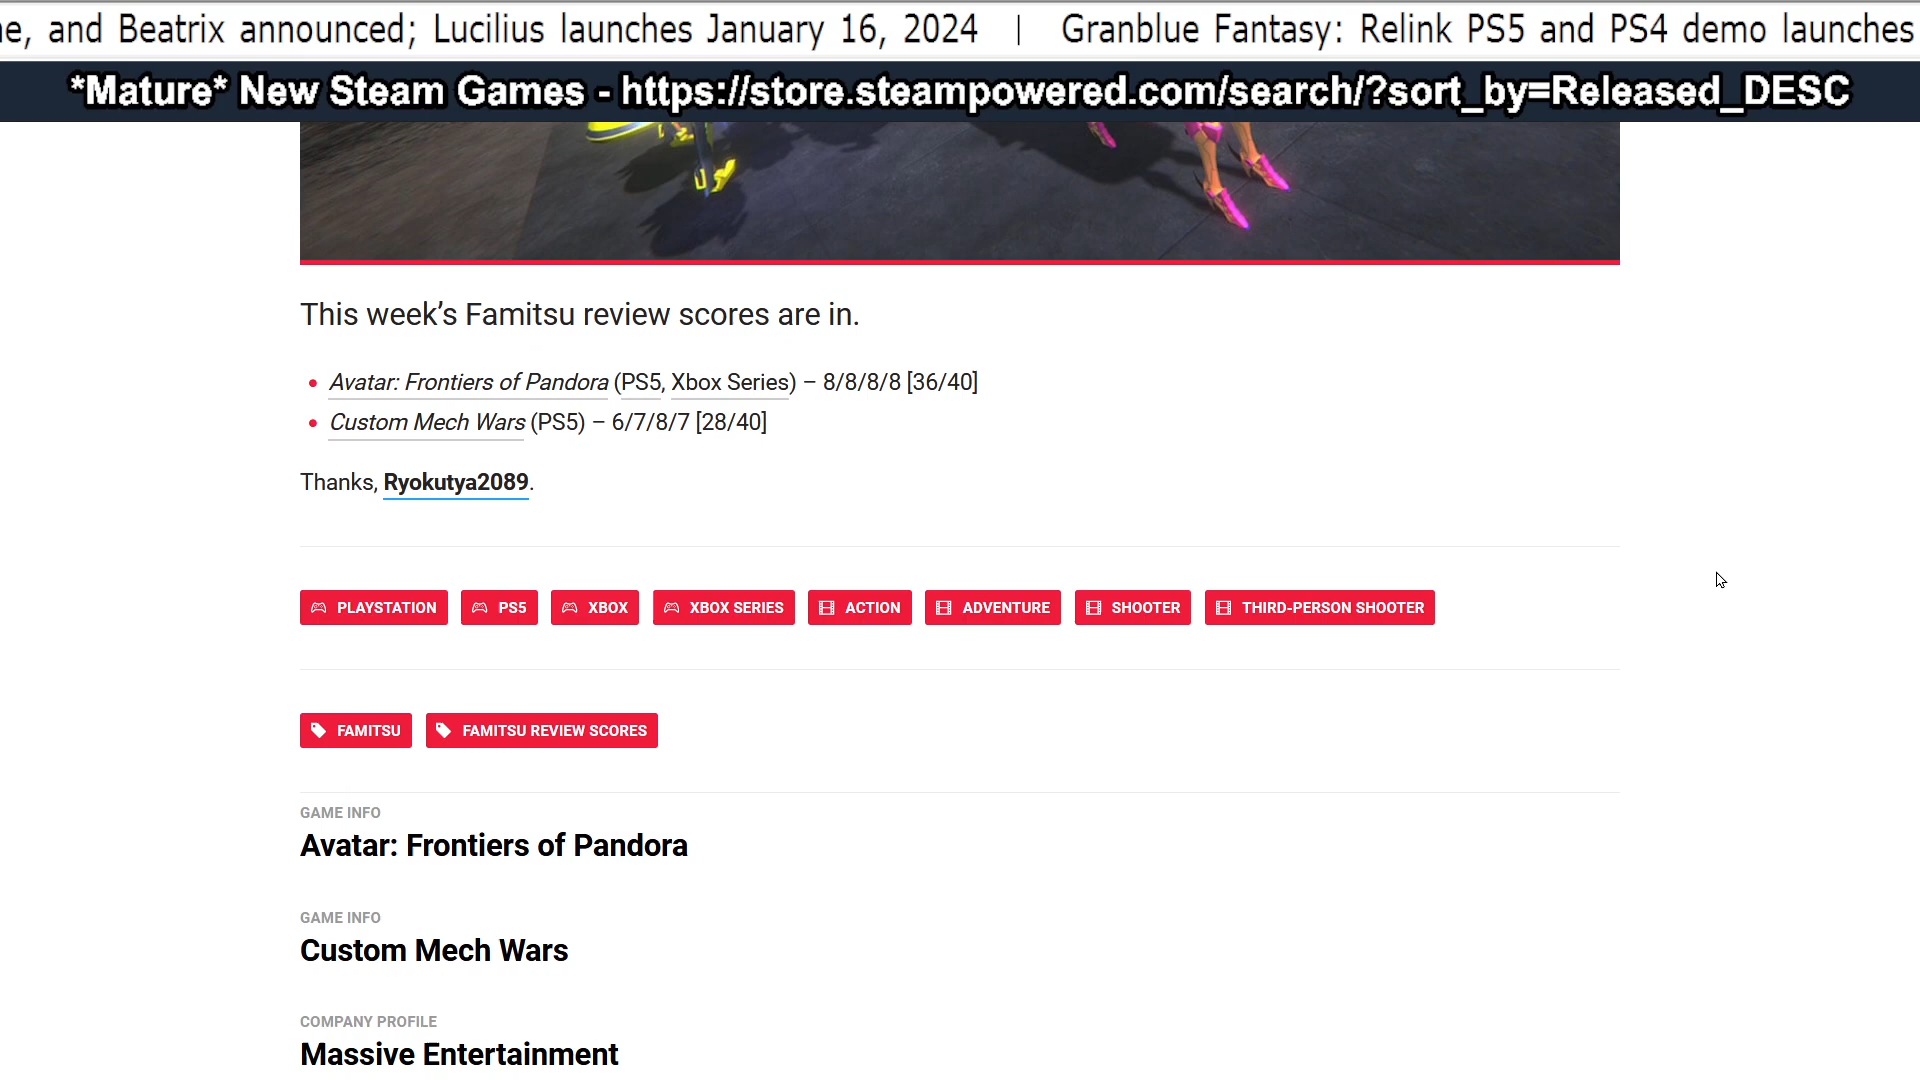 e, and Beatrix announced; Lucilius launches January 16, 2024 | Granblue Fantasy: Relink PS5 and PS4 demo launches
*Mature* New Steam Games - https://store.steampowered.com/search/?sort_by=Released_DESC
This week’s Famitsu review scores are in.
Avatar: Frontiers of Pandora (PS5, Xbox Series) – 8/8/8/8 [36/40]
Custom Mech Wars (PS5) – 6/7/8/7 [28/40]
Thanks, Ryokutya2089.
PLAYSTATION PS5 XBOX XBOX SERIES ACTION ADVENTURE SHOOTER THIRD-PERSON SHOOTER
FAMITSU FAMITSU REVIEW SCORES
GAME INFO
Avatar: Frontiers of Pandora
GAME INFO
Custom Mech Wars
COMPANY PROFILE
Massive Entertainment